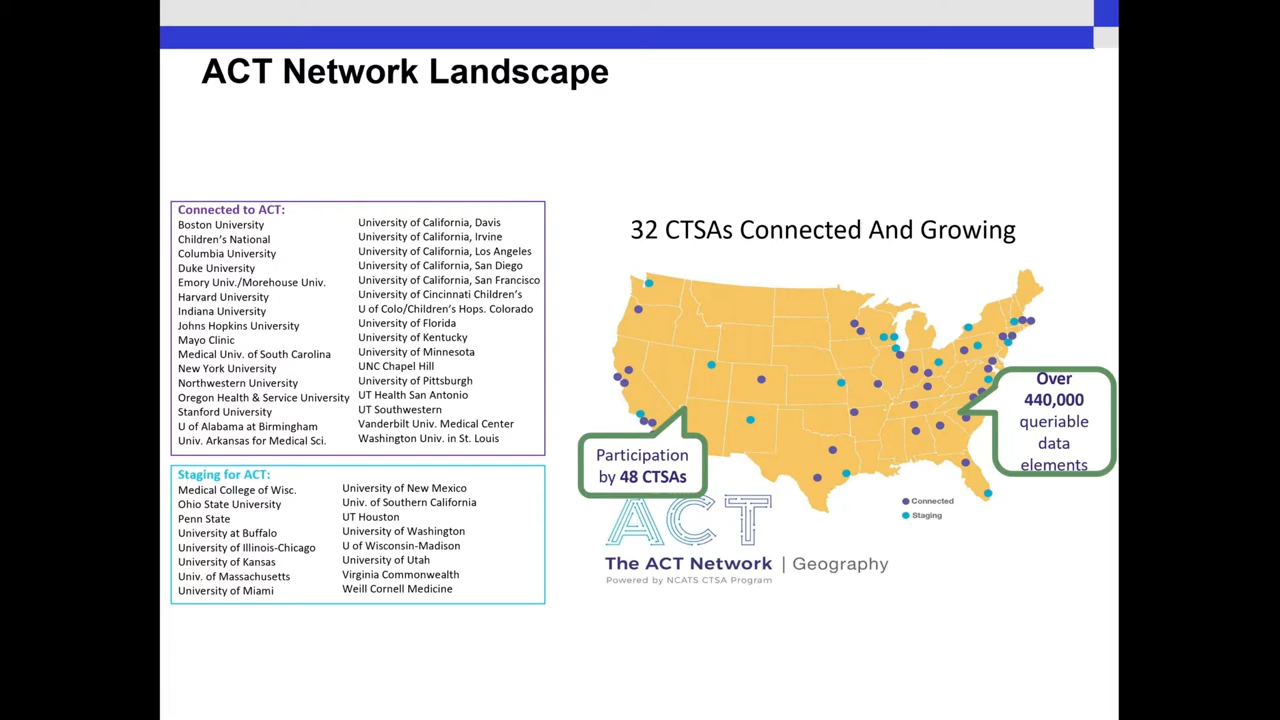 ACT Network Landscape
Connected to ACT:
Boston University
Children's National
Columbia University
Duke University
Emory Univ./Morehouse Univ.
Harvard University
Indiana University
Johns Hopkins University
Mayo Clinic
Medical Univ. of South Carolina
New York University
Northwestern University
Oregon Health & Service University
Stanford University
U of Alabama at Birmingham
Univ. Arkansas for Medical Sci.
University of California, Davis
University of California, Irvine
University of California, Los Angeles
University of California, San Diego
University of California, San Francisco
University of Cincinnati Children's
U of Colo/Children's Hops. Colorado
University of Florida
University of Kentucky
University of Minnesota
UNC Chapel Hill
University of Pittsburgh
UT Health San Antonio
UT Southwestern
Vanderbilt Univ. Medical Center
Washington Univ. in St. Louis
Staging for ACT:
Medical College of Wisc.
Ohio State University
Penn State
University at Buffalo
University of Illinois-Chicago
University of Kansas
Univ. of Massachusetts
University of Miami
University of New Mexico
Univ. of Southern California
UT Houston
University of Washington
U of Wisconsin-Madison
University of Utah
Virginia Commonwealth
Weill Cornell Medicine
32 CTSAs Connected And Growing
Over
440,000
queriable
data
elements
Participation
by 48 CTSAs
Connected
Staging
ACT
The ACT Network | Geography
Powered by NCATS CTSA Program